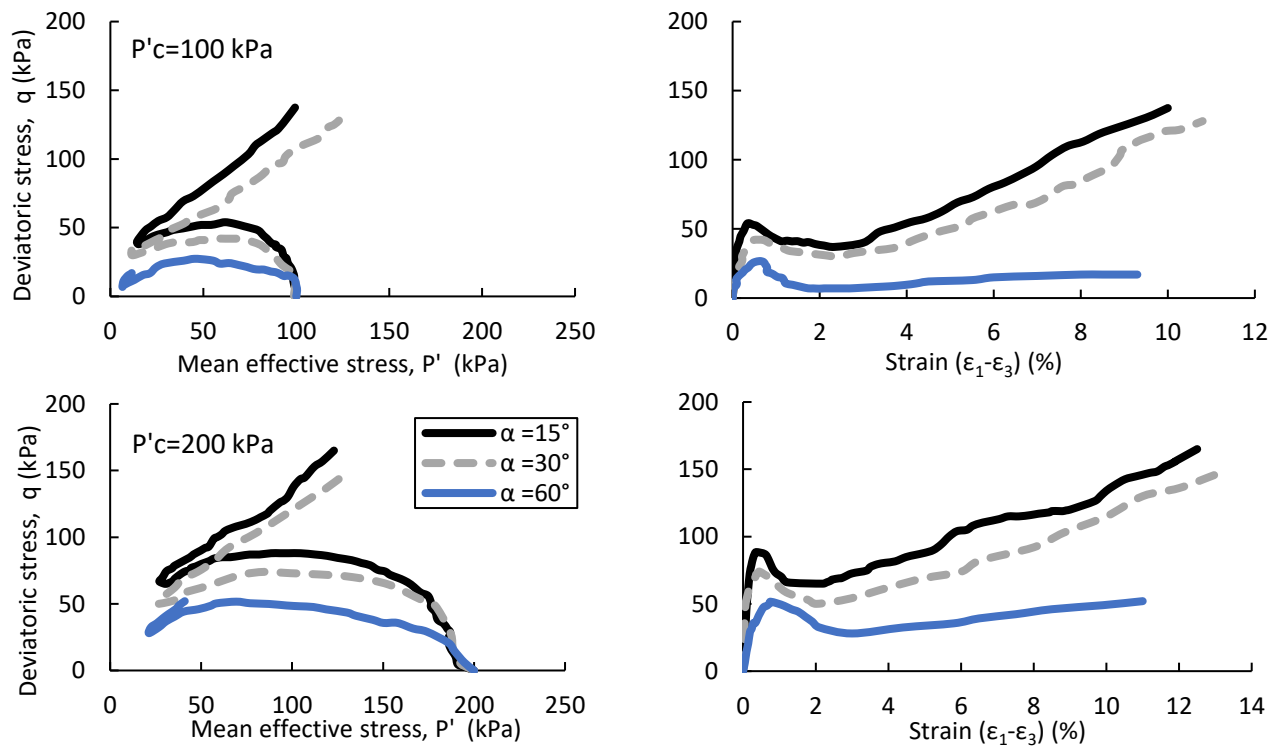 200
150
100
50
0
Deviatoric stress, q (kPa)
P'c=100 kPa
0 50 100 150 200 250
Mean effective stress, P' (kPa)
200
150
100
50
0
0 2 4 6 8 10 12
Strain (ε₁-ε₃) (%)
200
150
100
50
0
Deviatoric stress, q (kPa)
P'c=200 kPa
α =15°
α =30°
α =60°
0 50 100 150 200 250
Mean effective stress, P' (kPa)
200
150
100
50
0
0 2 4 6 8 10 12 14
Strain (ε₁-ε₃) (%)